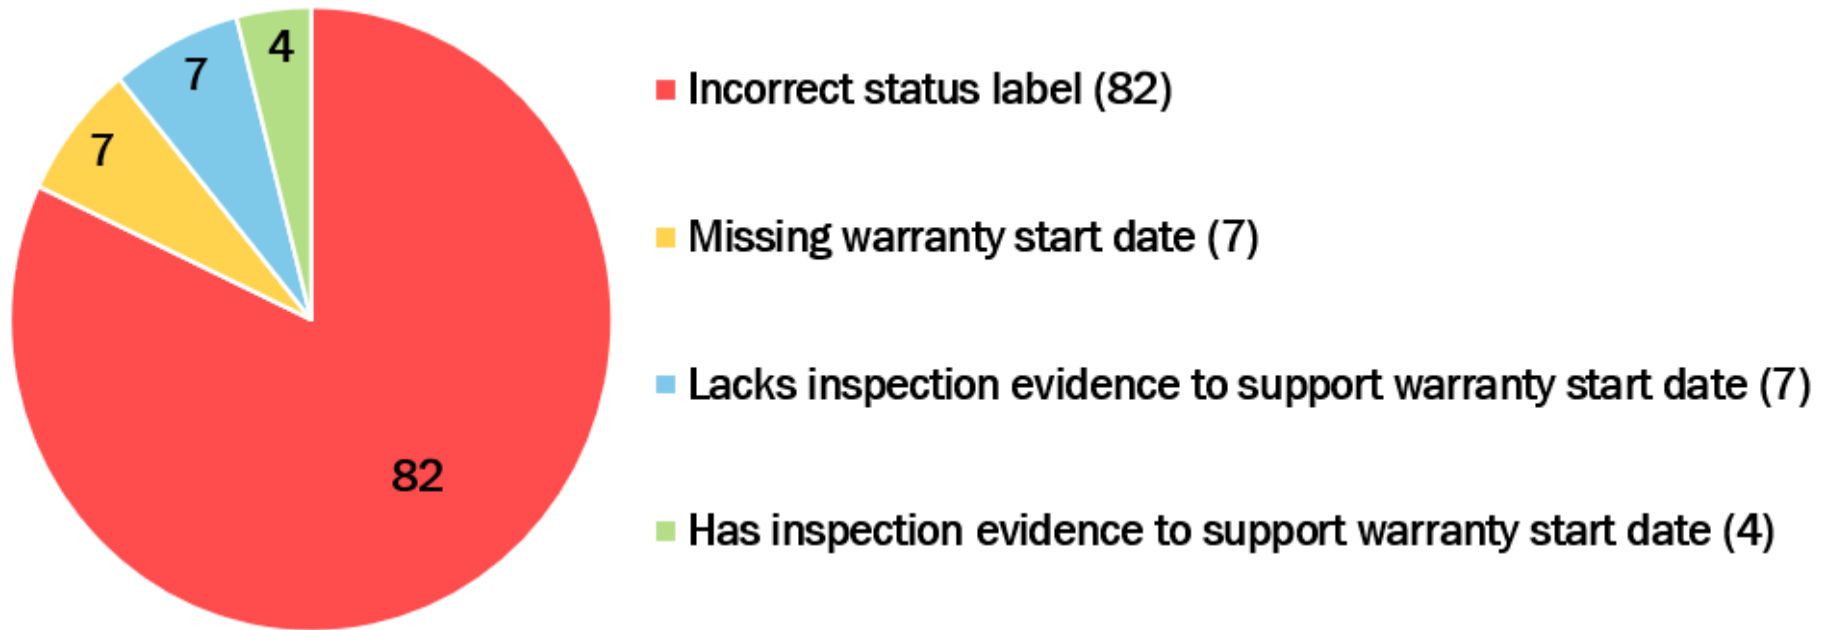 4
7
7
82
Incorrect status label (82)
Missing warranty start date (7)
Lacks inspection evidence to support warranty start date (7)
Has inspection evidence to support warranty start date (4)